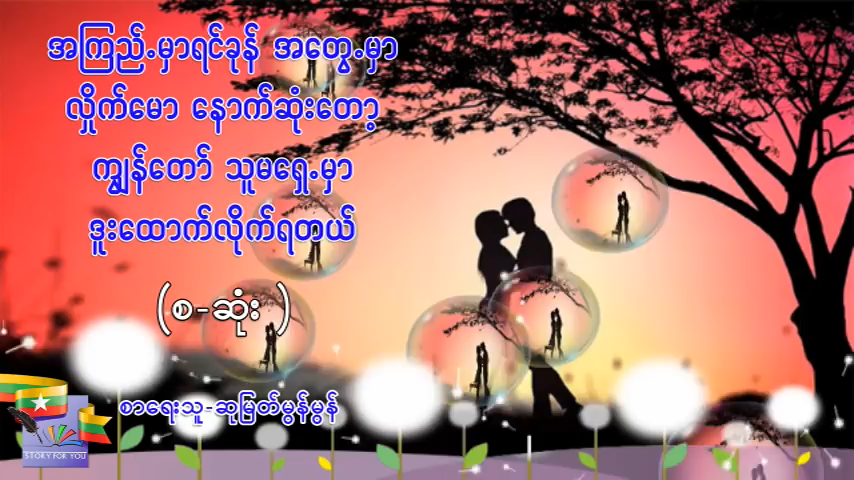 အကြည့်မှာရင်ခုန် အတွေ့မှာ
လှိုက်မော နောက်ဆုံးတော့
ကျွန်တော် သူမရှေ့မှာ
ဒူးထောက်လိုက်ရတယ်
(စ-ဆုံး )
စာရေးသူ-ဆုမြတ်မွန်မွန်
STORY FOR YOU